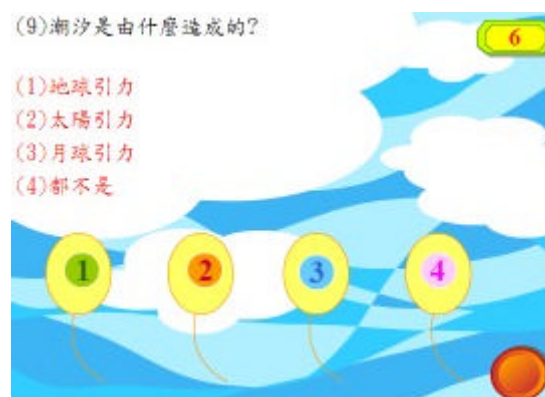 (9)潮汐是由什麼造成的?
6
(1)地球引力
(2)太陽引力
(3)月球引力
(4)都不是
1 2 3 4